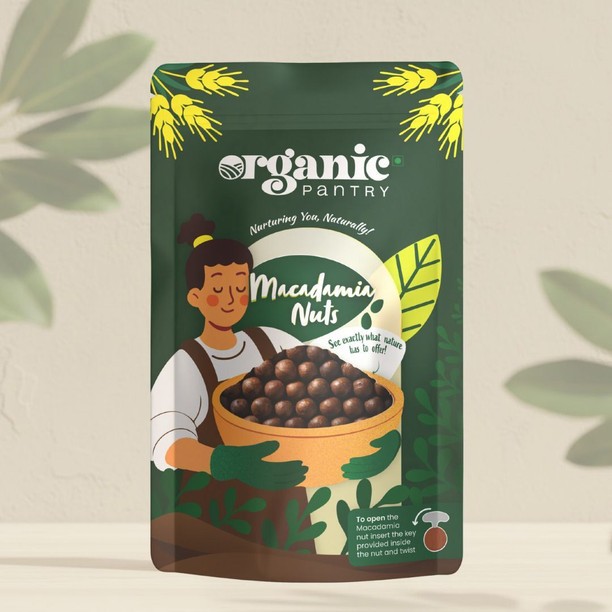 organic
PANTRY
Nurturing You, Naturally!
Macadamia
Nuts
See exactly what nature
has to offer!
To open the
Macadamia
nut insert the key
provided inside
the nut and twist